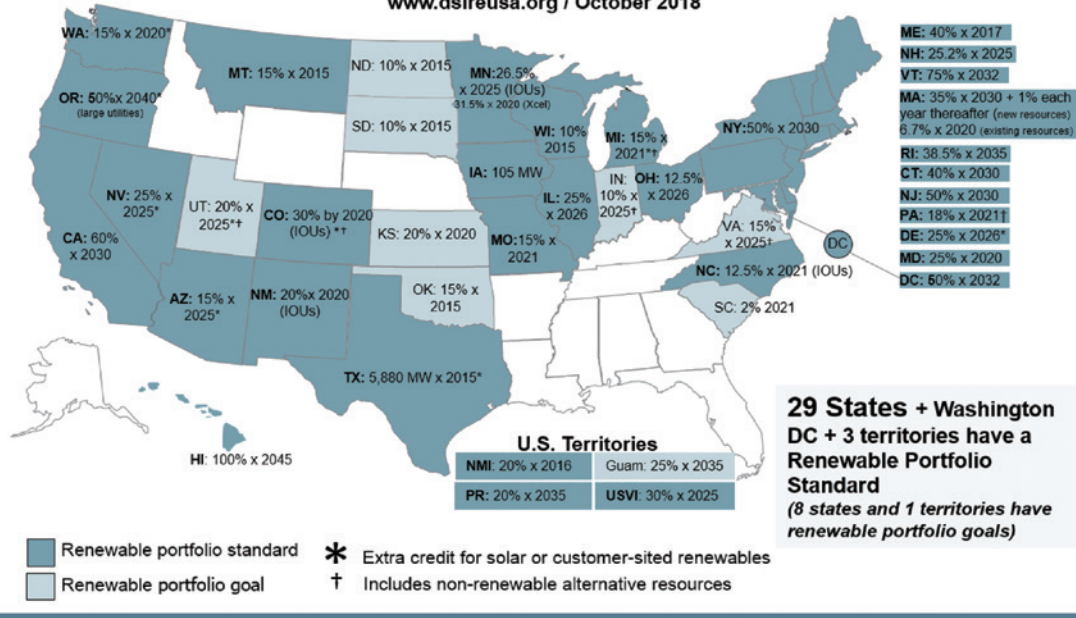 www.dsireusa.org / October 2018
WA: 15% x 2020*
OR: 50%x 2040*
(large utilities)
MT: 15% x 2015
ND: 10% x 2015
SD: 10% x 2015
MN:26.5%
x 2025 (IOUs)
31.5% x 2020 (Xcel)
WI: 10%
2015
MI: 15% x
2021*†
NY:50% x 2030
IA: 105 MW
IL: 25%
x 2026
IN:
10% x
2025†
OH: 12.5%
x 2026
NV: 25% x
2025*
UT: 20% x
2025*†
CO: 30% by 2020
(IOUs) *†
KS: 20% x 2020
MO:15% x
2021
VA: 15%
x 2025†
DC
CA: 60%
x 2030
AZ: 15% x
2025*
NM: 20%x 2020
(IOUs)
OK: 15% x
2015
NC: 12.5% x 2021 (IOUs)
SC: 2% 2021
TX: 5,880 MW x 2015*
HI: 100% x 2045
ME: 40% x 2017
NH: 25.2% x 2025
VT: 75% x 2032
MA: 35% x 2030 + 1% each
year thereafter (new resources)
6.7% x 2020 (existing resources)
RI: 38.5% x 2035
CT: 40% x 2030
NJ: 50% x 2030
PA: 18% x 2021†
DE: 25% x 2026*
MD: 25% x 2020
DC: 50% x 2032
U.S. Territories
NMI: 20% x 2016
Guam: 25% x 2035
PR: 20% x 2035
USVI: 30% x 2025
29 States + Washington
DC + 3 territories have a
Renewable Portfolio
Standard
(8 states and 1 territories have
renewable portfolio goals)
Renewable portfolio standard
Renewable portfolio goal
* Extra credit for solar or customer-sited renewables
† Includes non-renewable alternative resources